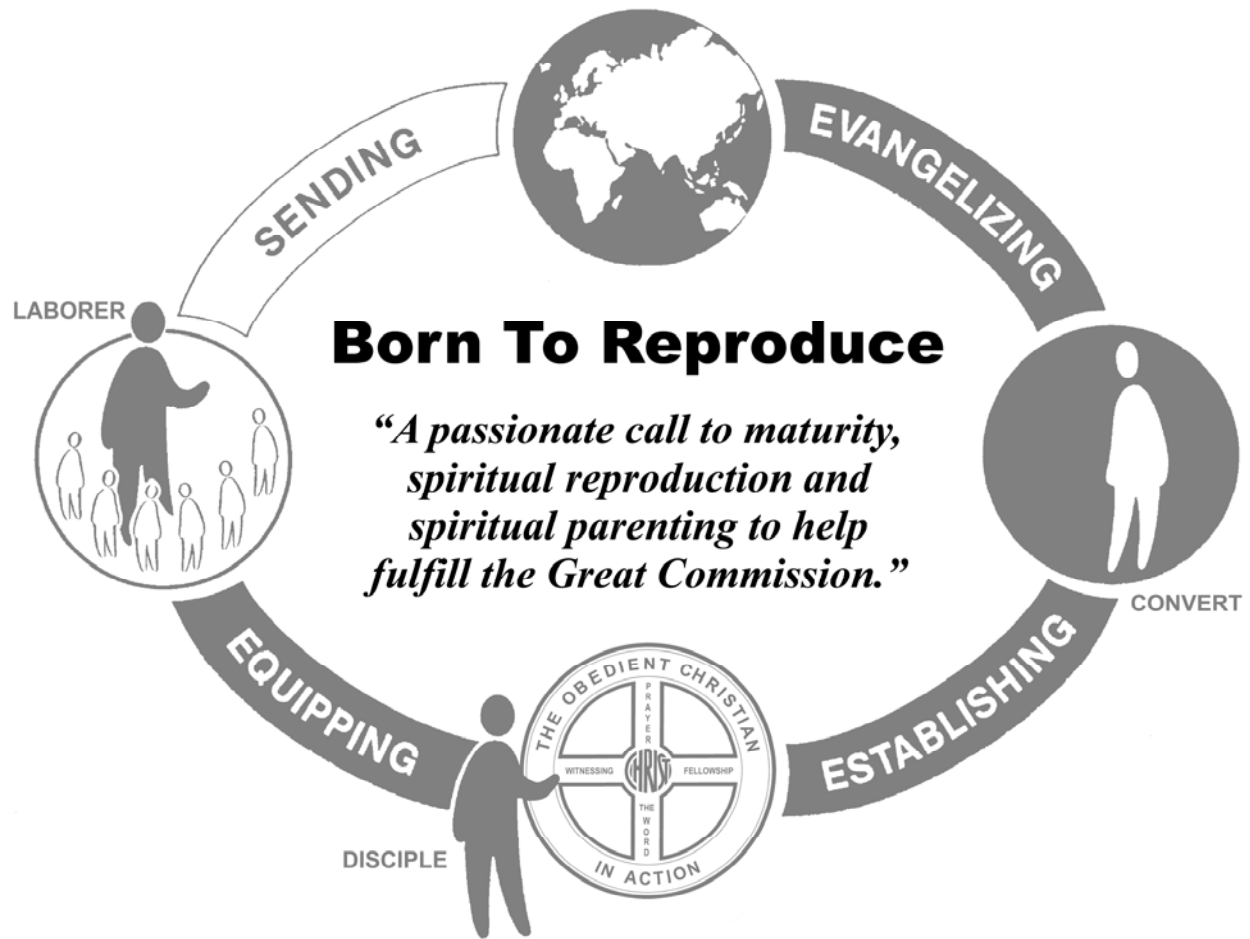 SENDING
EVANGELIZING
LABORER
Born To Reproduce
“A passionate call to maturity,
spiritual reproduction and
spiritual parenting to help
fulfill the Great Commission.”
CONVERT
EQUIPPING
ESTABLISHING
THE OBEDIENT CHRISTIAN
PRAYER
WITNESSING
CHRIST
FELLOWSHIP
THE
WORD
IN ACTION
DISCIPLE